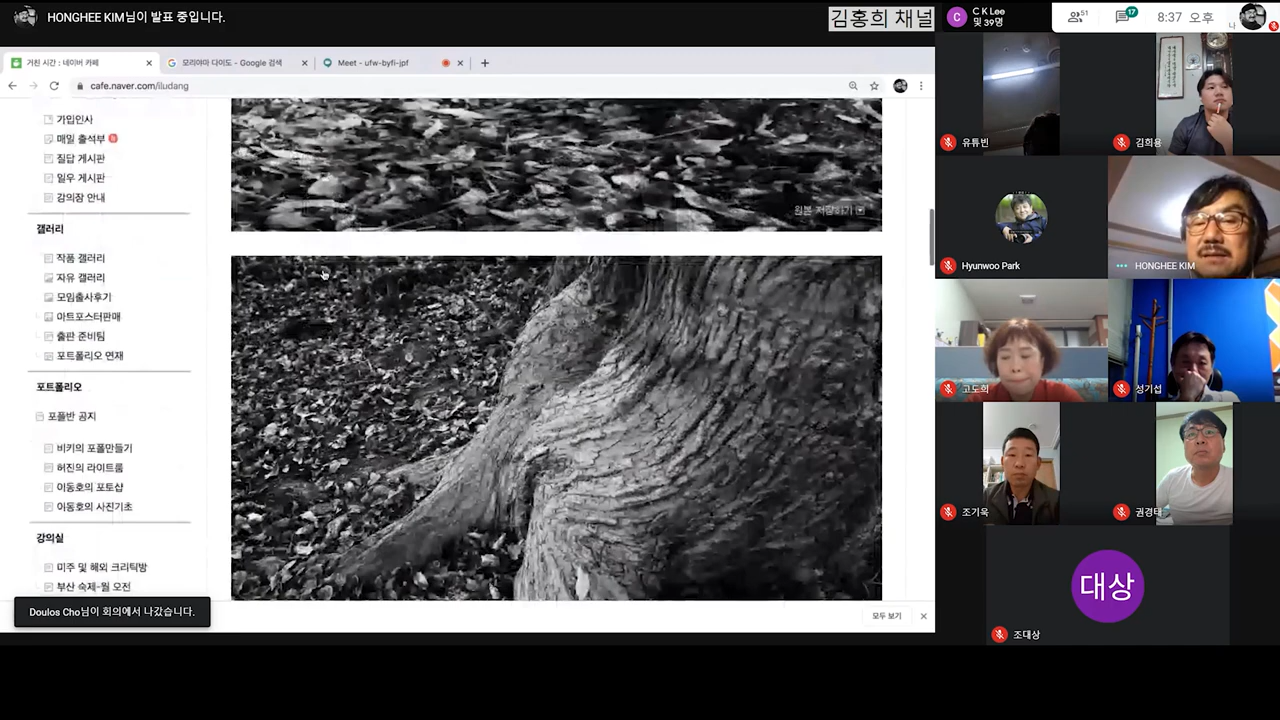 HONGHEE KIM님이 발표 중입니다.
김홍희 채널
C K Lee
및 39명
51
17
8:37 오후
나
거친 시간 : 네이버 카페
모리야마 다이도 - Google 검색
Meet - ufw-byfi-jpf
cafe.naver.com/iludang
가입인사
매일 출석부
질답 게시판
일우 게시판
강의장 안내
갤러리
작품 갤러리
자유 갤러리
모임출사후기
아트포스터판매
출판 준비팀
포트폴리오 연재
포트폴리오
포폴반 공지
비키의 포폴만들기
허진의 라이트룸
이동호의 포토샵
이동호의 사진기초
강의실
미주 및 해외 크리틱방
부산 숙제-월 오전
원본 저장하기
Doulos Cho님이 회의에서 나갔습니다.
모두 보기
유튜빈
김희용
Hyunwoo Park
HONGHEE KIM
고도희
성기섭
조기욱
권경태
대상
조대상